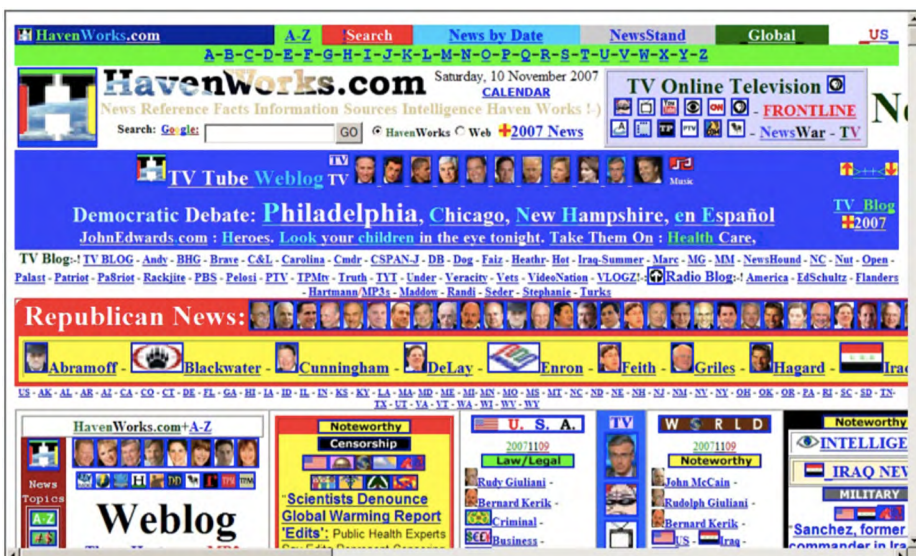 HavenWorks.com A-Z Search News by Date NewsStand Global US
A-B-C-D-E-F-G-H-I-J-K-L-M-N-O-P-Q-R-S-T-U-V-W-X-Y-Z
HavenWorks.com Saturday, 10 November 2007
CALENDAR
News Reference Facts Information Sources Intelligence Haven Works !-)
Search: Google: GO HavenWorks Web 2007 News
TV Online Television
- FRONTLINE
- NewsWar - TV
TV Tube Weblog TV
TV
Music
>>++<
Democratic Debate: Philadelphia, Chicago, New Hampshire, en Español
TV Blog
2007
JohnEdwards.com : Heroes. Look your children in the eye tonight. Take Them On : Health Care,
TV Blog:-! TV BLOG - Andy - BHG - Brave - C&L - Carolina - Cmdr - CSPAN-J - DB - Dog - Faiz - Heathr - Hot - Iraq-Summer - Marc - MG - MM - NewsHound - NC - Nut - Open -
Palast - Patriot - Pa$riot - Rackjite - PBS - Pelosi - PTV - TPMtv - Truth - TYT - Under - Veracity - Vets - VideoNation - VLOGZ!-: Radio Blog:-! America - EdSchultz - Flanders
- Hartmann/MP3s - Maddow - Randi - Seder - Stephanie - Turks
Republican News:
Abramoff - Blackwater - Cunningham - DeLay - Enron - Feith - Griles - Hagard - Iraq
US - AK - AL - AR - AZ - CA - CO - CT - DE - FL - GA - HI - IA - ID - IL - IN - KS - KY - LA - MA - MD - ME - MI - MN - MO - MS - MT - NC - ND - NE - NH - NJ - NM - NV - NY - OH - OK - OR - PA - RI - SC - SD - TN-
TX - UT - VA - VT - WA - WI - WV - WY
HavenWorks.com+A-Z
News
Topics
A-Z
Weblog
Noteworthy
Censorship
"Scientists Denounce
Global Warming Report
'Edits': Public Health Experts
U. S. A.
20071109
Law/Legal
Rudy Giuliani -
Bernard Kerik -
Criminal -
Business -
TV
W RLD
20071109
Noteworthy
John McCain -
Rudolph Giuliani -
Bernard Kerik -
US - Iraq -
Noteworthy
INTELLIGE
IRAQ NEW
MILITARY
"Sanchez, former
commander in Ira